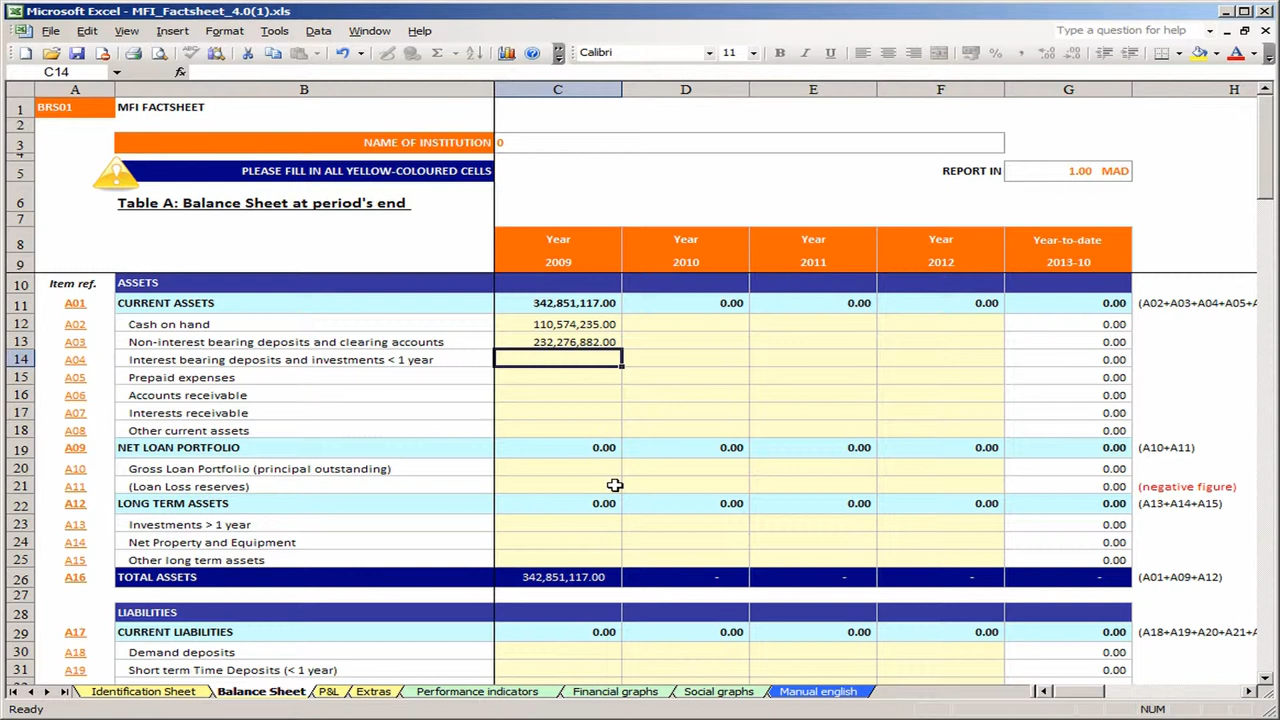 Microsoft Excel - MFI_Factsheet_4.0(1).xls
File Edit View Insert Format Tools Data Window Help Type a question for help
Calibri 11 B I U
C14 fx
A B C D E F G H
1 BRS01 MFI FACTSHEET
2
3 NAME OF INSTITUTION 0
4
5 PLEASE FILL IN ALL YELLOW-COLOURED CELLS REPORT IN 1.00 MAD
6 Table A: Balance Sheet at period's end
7
8 Year Year Year Year Year-to-date
9 2009 2010 2011 2012 2013-10
10 Item ref. ASSETS
11 A01 CURRENT ASSETS 342,851,117.00 0.00 0.00 0.00 0.00 (A02+A03+A04+A05+A
12 A02 Cash on hand 110,574,235.00 0.00
13 A03 Non-interest bearing deposits and clearing accounts 232,276,882.00 0.00
14 A04 Interest bearing deposits and investments < 1 year 0.00
15 A05 Prepaid expenses 0.00
16 A06 Accounts receivable 0.00
17 A07 Interests receivable 0.00
18 A08 Other current assets 0.00
19 A09 NET LOAN PORTFOLIO 0.00 0.00 0.00 0.00 0.00 (A10+A11)
20 A10 Gross Loan Portfolio (principal outstanding) 0.00
21 A11 (Loan Loss reserves) 0.00 (negative figure)
22 A12 LONG TERM ASSETS 0.00 0.00 0.00 0.00 0.00 (A13+A14+A15)
23 A13 Investments > 1 year 0.00
24 A14 Net Property and Equipment 0.00
25 A15 Other long term assets 0.00
26 A16 TOTAL ASSETS 342,851,117.00 - - - - (A01+A09+A12)
27
28 LIABILITIES
29 A17 CURRENT LIABILITIES 0.00 0.00 0.00 0.00 0.00 (A18+A19+A20+A21+A
30 A18 Demand deposits 0.00
31 A19 Short term Time Deposits (< 1 year) 0.00
Identification Sheet Balance Sheet P&L Extras Performance indicators Financial graphs Social graphs Manual english
Ready NUM